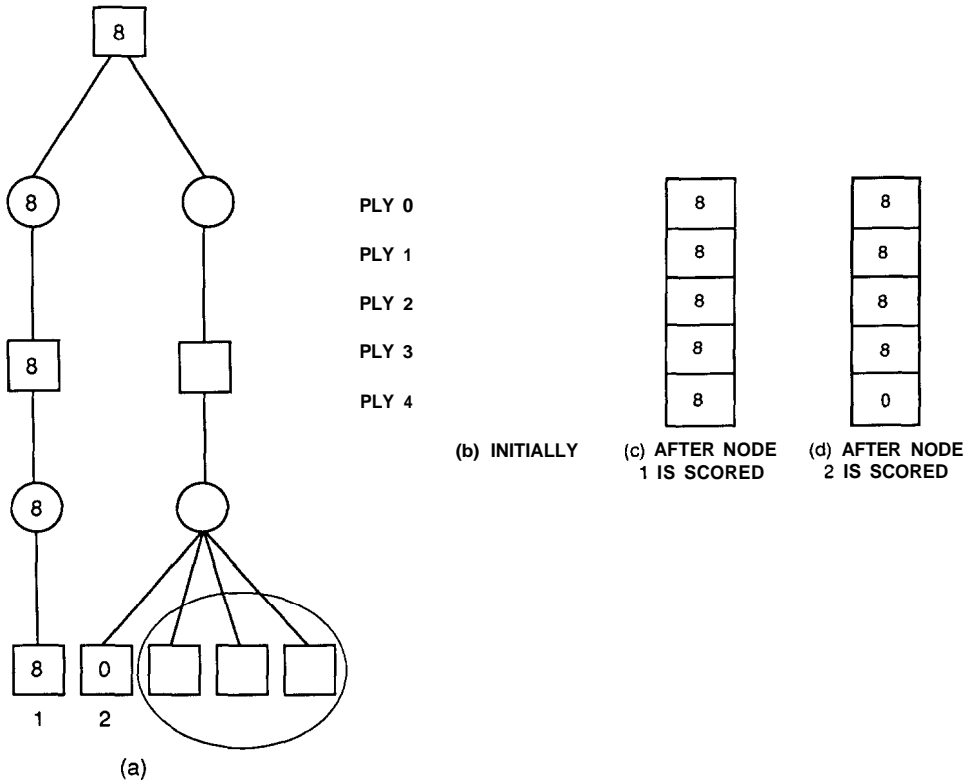 8
8
8
8
8 0
1 2
(a)
PLY 0 8 8
PLY 1 8 8
PLY 2 8 8
PLY 3 8 8
PLY 4 8 0
(b) INITIALLY (c) AFTER NODE (d) AFTER NODE
1 IS SCORED 2 IS SCORED